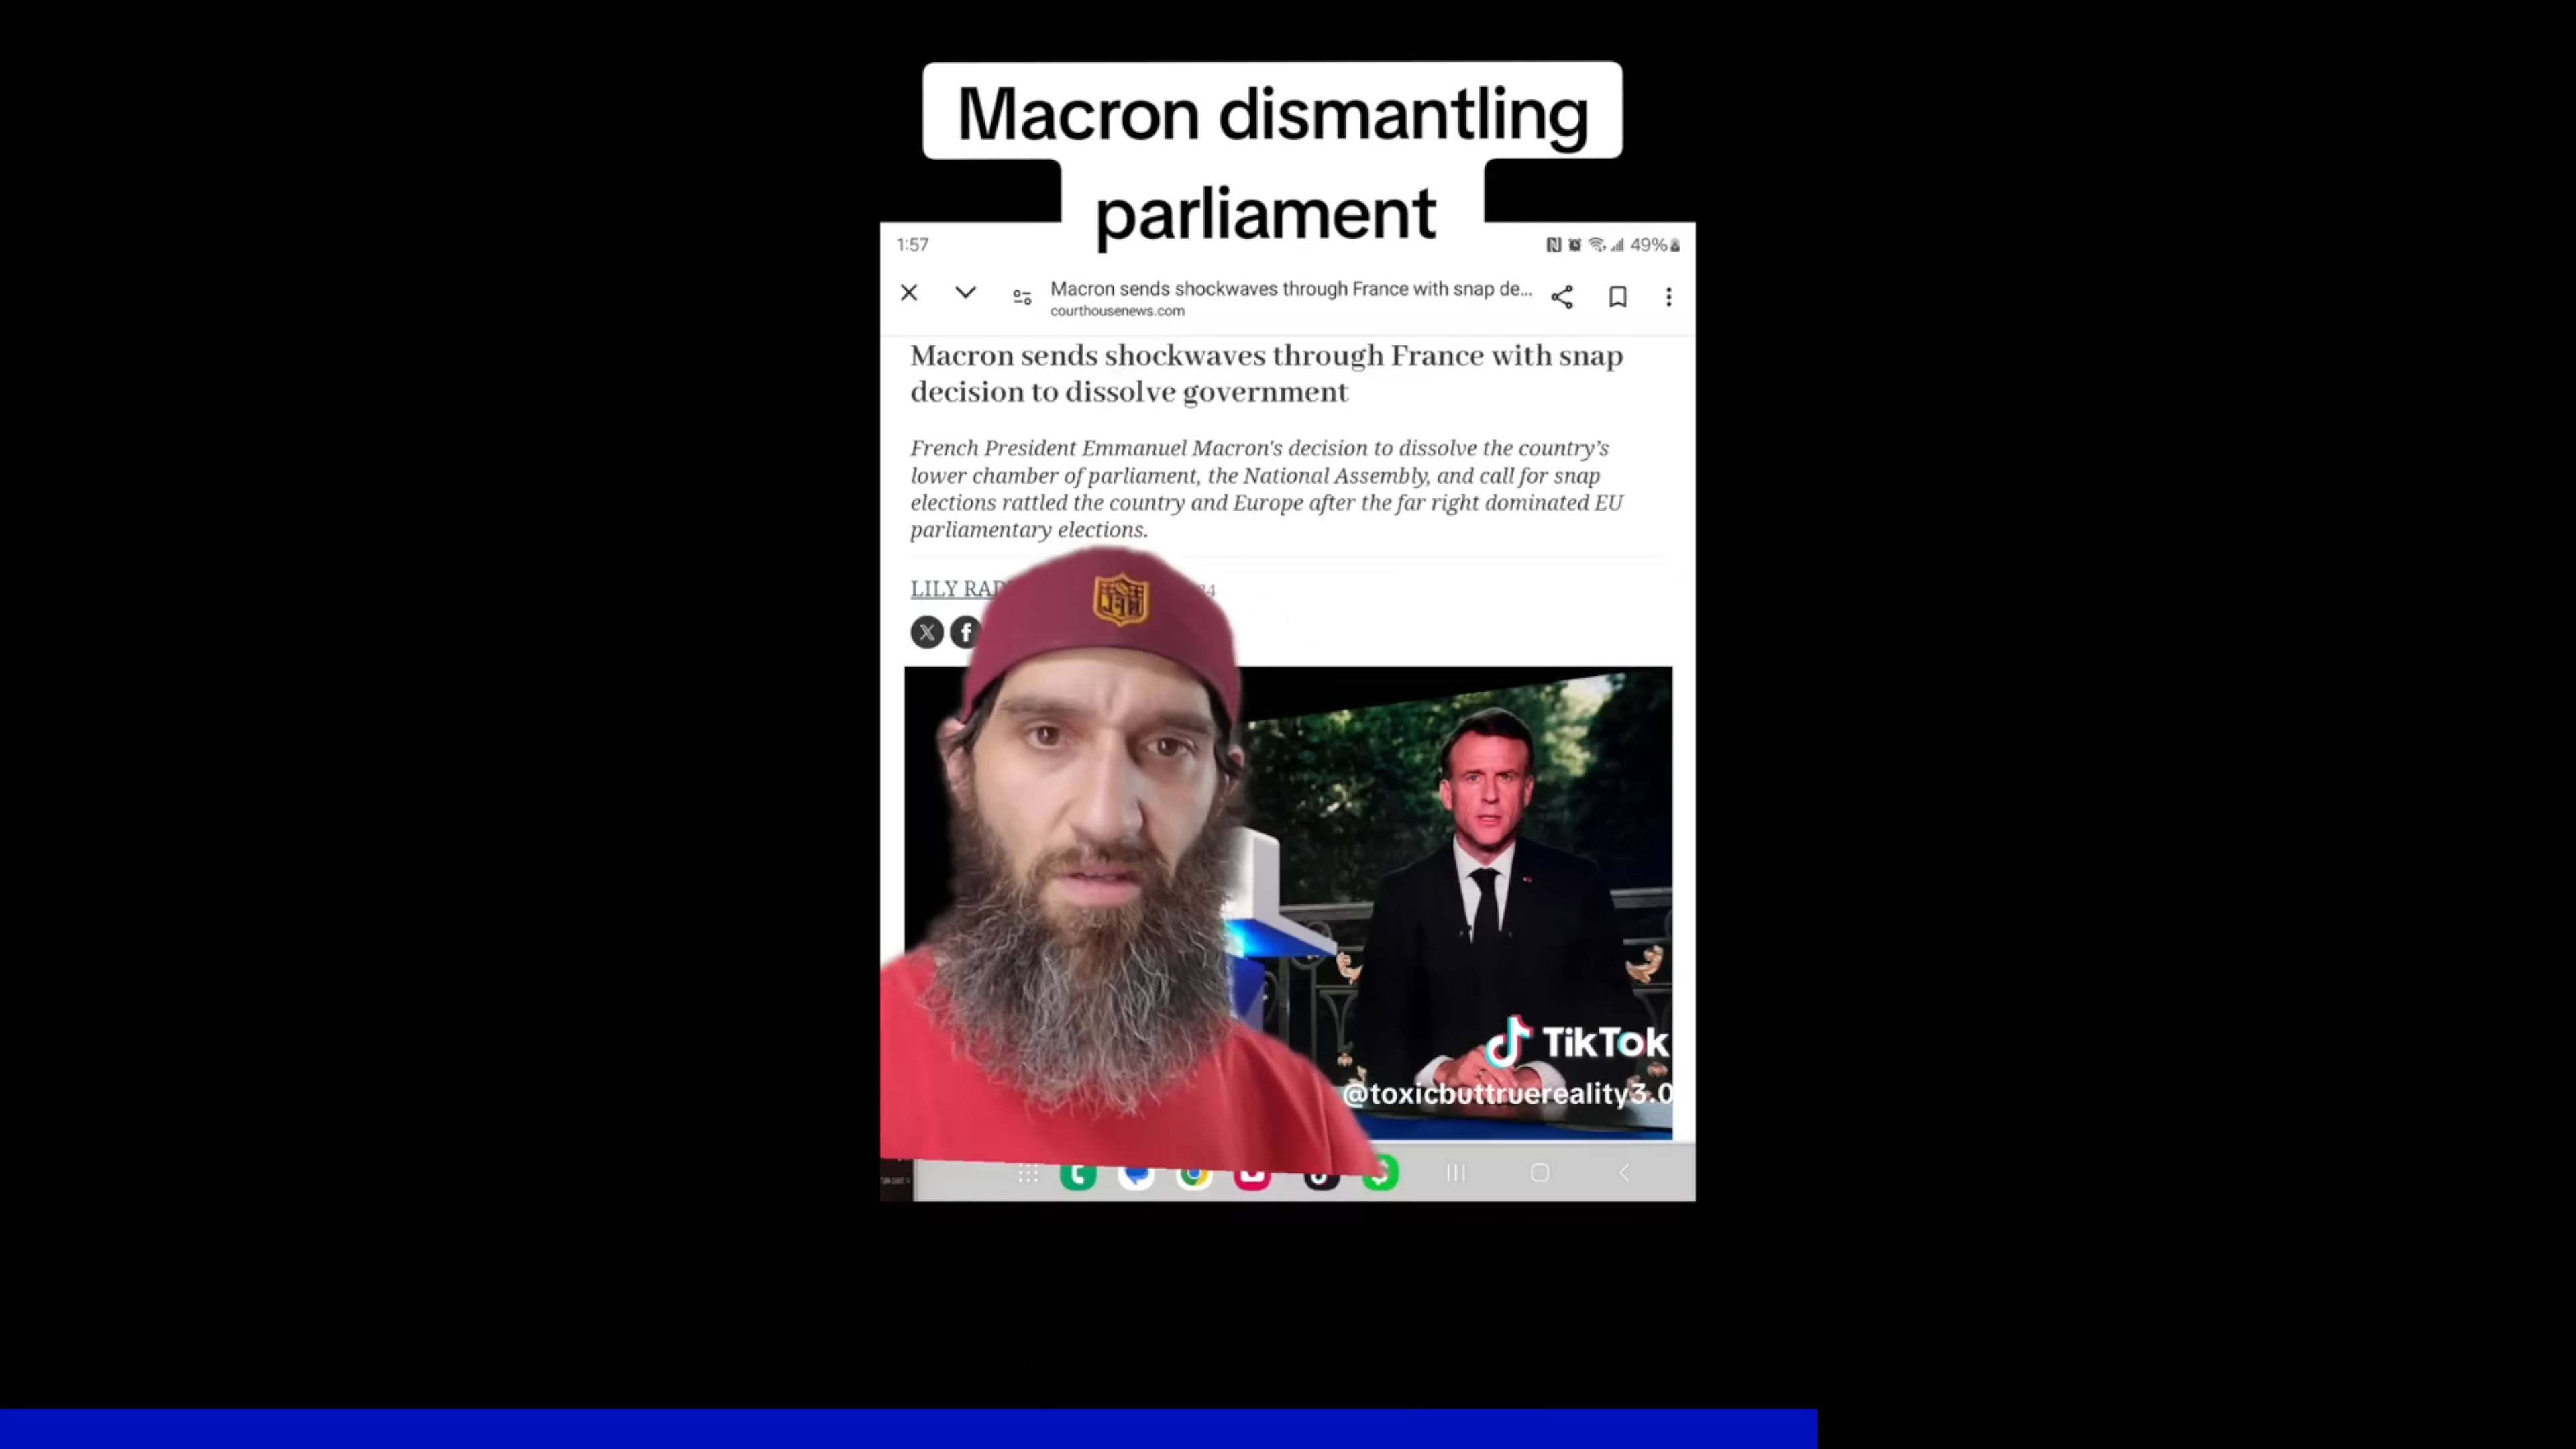 Macron dismantling
parliament
1:57
49%
Macron sends shockwaves through France with snap de...
courthousenews.com
Macron sends shockwaves through France with snap
decision to dissolve government
French President Emmanuel Macron's decision to dissolve the country's
lower chamber of parliament, the National Assembly, and call for snap
elections rattled the country and Europe after the far right dominated EU
parliamentary elections.
LILY
NFL
TikTok
@toxicbuttruereality3.0